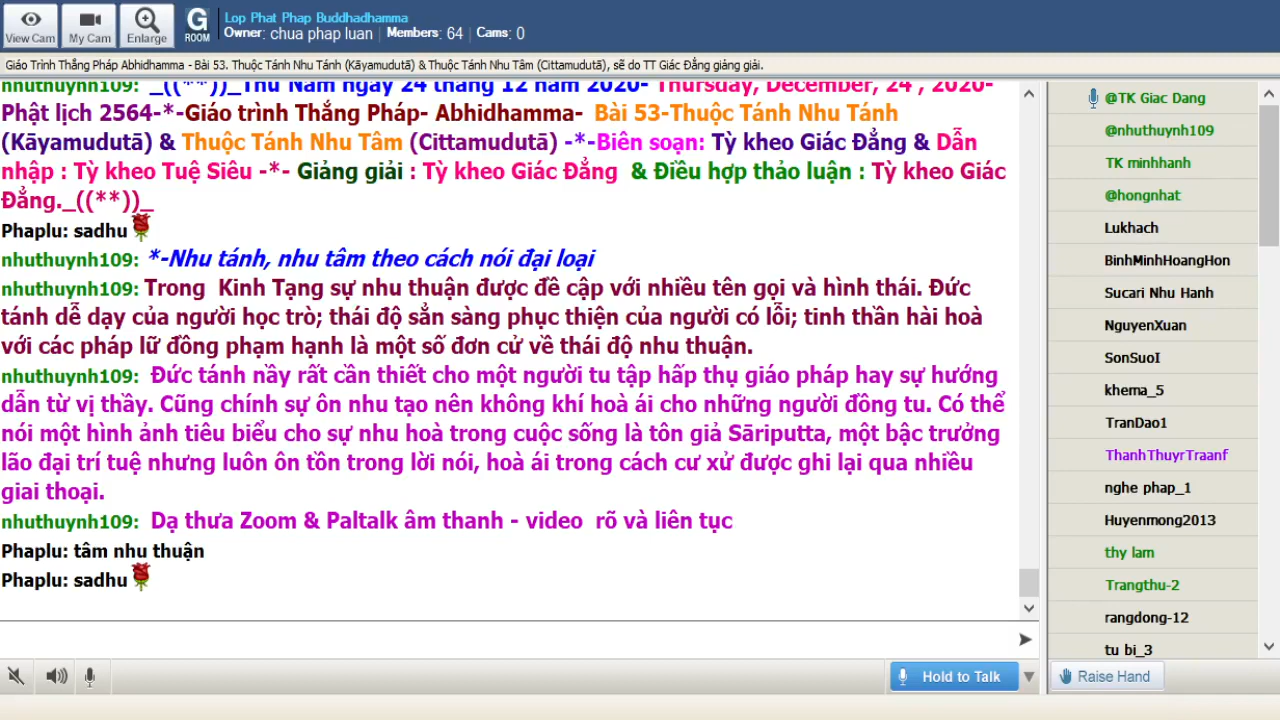 View Cam
My Cam
Enlarge
G
ROOM
Lop Phat Phap Buddhadhamma
Owner: chua phap luan | Members: 64 | Cams: 0
Giáo Trình Thắng Pháp Abhidhamma - Bài 53. Thuộc Tánh Nhu Tánh (Kāyamudutā) & Thuộc Tánh Nhu Tâm (Cittamudutā), sẽ do TT Giác Đẳng giảng giải.
nhuthuynh109: _((**))_Thứ Năm ngày 24 tháng 12 năm 2020- Thursday, December, 24 , 2020-
Phật lịch 2564-*-Giáo trình Thắng Pháp- Abhidhamma- Bài 53-Thuộc Tánh Nhu Tánh
(Kāyamudutā) & Thuộc Tánh Nhu Tâm (Cittamudutā) -*-Biên soạn: Tỳ kheo Giác Đẳng & Dẫn
nhập : Tỳ kheo Tuệ Siêu -*- Giảng giải : Tỳ kheo Giác Đẳng & Điều hợp thảo luận : Tỳ kheo Giác
Đẳng._((**))_
Phaplu: sadhu
nhuthuynh109: *-Nhu tánh, nhu tâm theo cách nói đại loại
nhuthuynh109: Trong Kinh Tạng sự nhu thuận được đề cập với nhiều tên gọi và hình thái. Đức
tánh dễ dạy của người học trò; thái độ sẳn sàng phục thiện của người có lỗi; tinh thần hài hoà
với các pháp lữ đồng phạm hạnh là một số đơn cử về thái độ nhu thuận.
nhuthuynh109: Đức tánh nầy rất cần thiết cho một người tu tập hấp thụ giáo pháp hay sự hướng
dẫn từ vị thầy. Cũng chính sự ôn nhu tạo nên không khí hoà ái cho những người đồng tu. Có thể
nói một hình ảnh tiêu biểu cho sự nhu hoà trong cuộc sống là tôn giả Sāriputta, một bậc trưởng
lão đại trí tuệ nhưng luôn ôn tồn trong lời nói, hoà ái trong cách cư xử được ghi lại qua nhiều
giai thoại.
nhuthuynh109: Dạ thưa Zoom & Paltalk âm thanh - video rõ và liên tục
Phaplu: tâm nhu thuận
Phaplu: sadhu
Hold to Talk
@TK Giac Dang
@nhuthuynh109
TK minhhanh
@hongnhat
Lukhach
BinhMinhHoangHon
Sucari Nhu Hanh
NguyenXuan
SonSuoI
khema_5
TranDao1
ThanhThuyrTraanf
nghe phap_1
Huyenmong2013
thy lam
Trangthu-2
rangdong-12
tu bi_3
Raise Hand